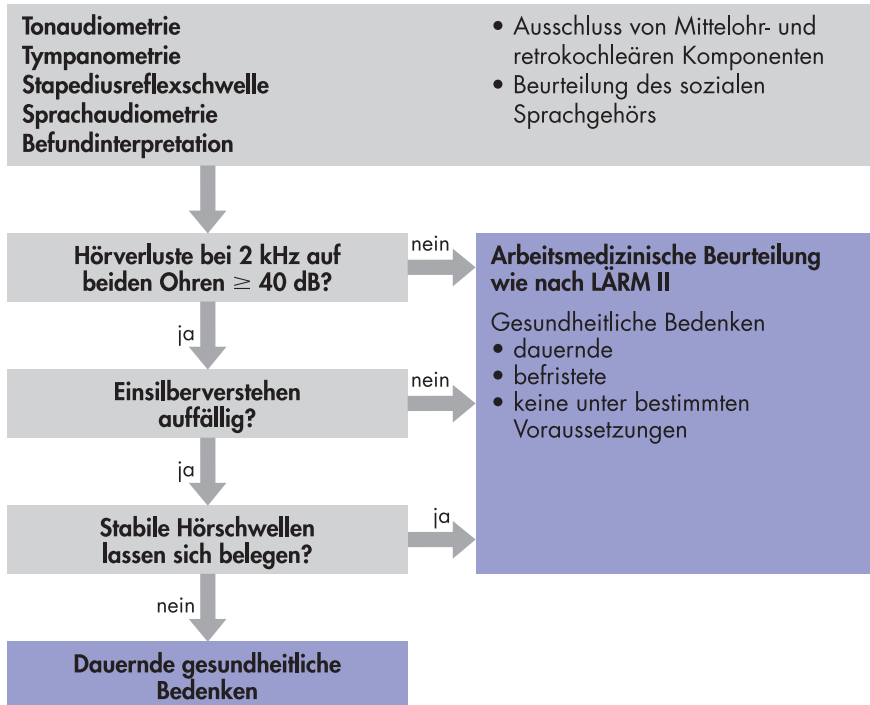 Tonaudiometrie
Tympanometrie
Stapediusreflexschwelle
Sprachaudiometrie
Befundinterpretation
• Ausschluss von Mittelohr- und
retrokochleären Komponenten
• Beurteilung des sozialen
Sprachgehörs
Hörverluste bei 2 kHz auf
beiden Ohren ≥ 40 dB?
nein
ja
Arbeitsmedizinische Beurteilung
wie nach LÄRM II
Gesundheitliche Bedenken
• dauernde
• befristete
• keine unter bestimmten
Voraussetzungen
Einsilberverstehen
auffällig?
nein
ja
Stabile Hörschwellen
lassen sich belegen?
ja
nein
Dauernde gesundheitliche
Bedenken